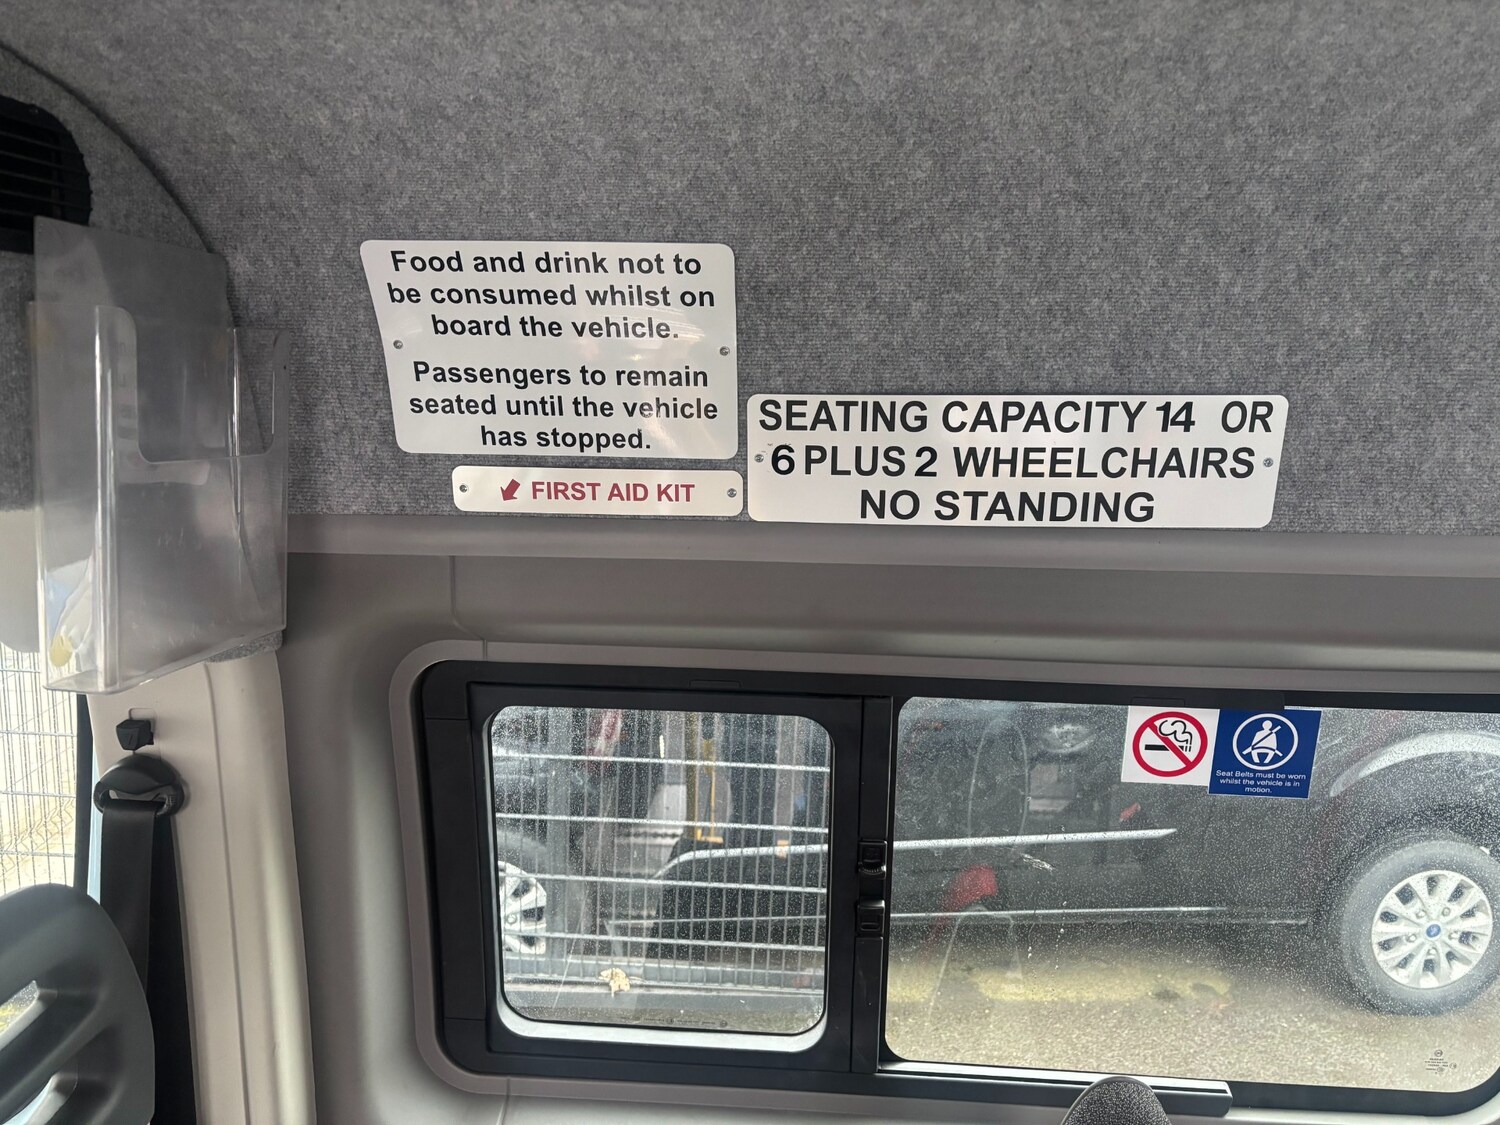 Food and drink not to
be consumed whilst on
board the vehicle.
Passengers to remain
seated until the vehicle
has stopped.
FIRST AID KIT
SEATING CAPACITY 14 OR
6 PLUS 2 WHEELCHAIRS
NO STANDING
Seat Belts must be worn
whilst the vehicle is in
motion.